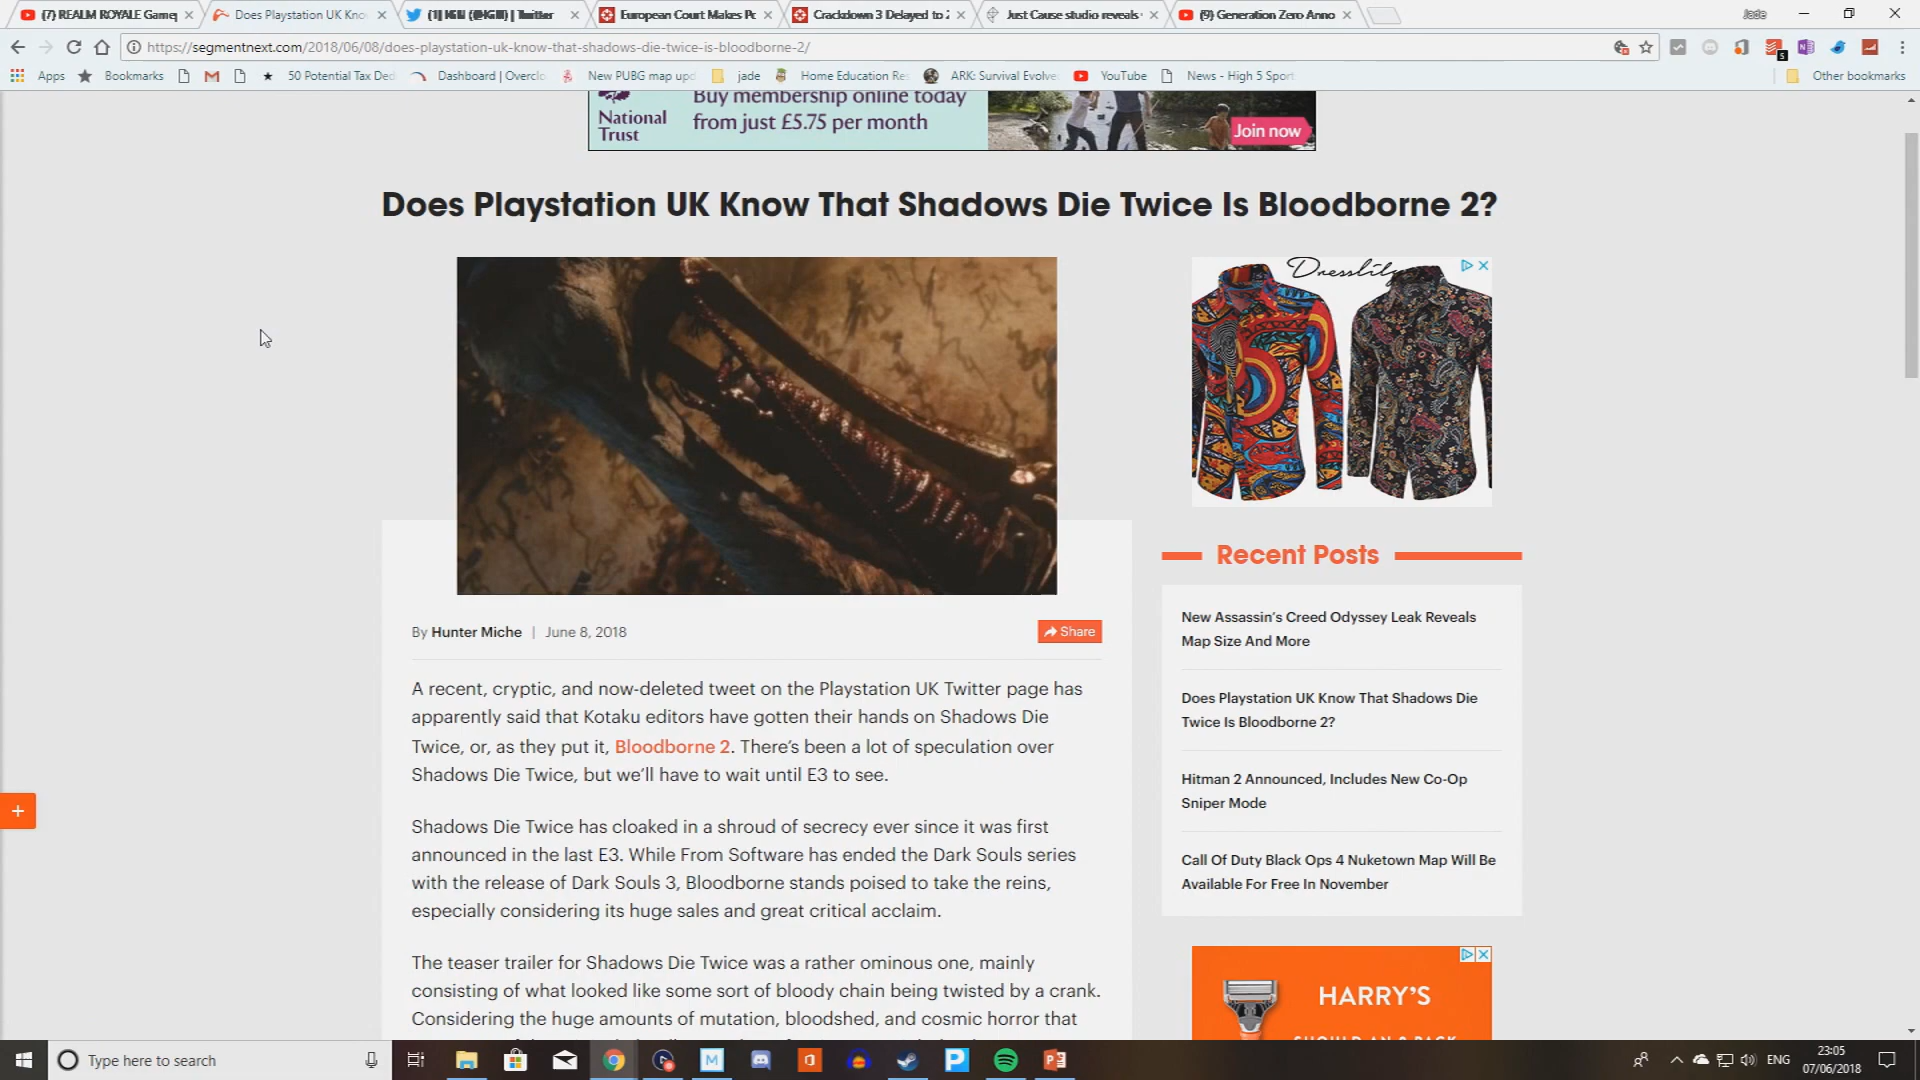 (7) REALM ROYALE Gamep
Does Playstation UK Kno
(1) IGN (@IGN) | Twitter
European Court Makes Pc
Crackdown 3 Delayed to 2
Just Cause studio reveals
(9) Generation Zero Anno
Jade
https://segmentnext.com/2018/06/08/does-playstation-uk-know-that-shadows-die-twice-is-bloodborne-2/
5
Apps
Bookmarks
50 Potential Tax Ded
Dashboard | Overclo
New PUBG map upd
jade
Home Education Re
ARK: Survival Evolve
YouTube
News - High 5 Sport
Other bookmarks
National
Trust
Buy membership online today
from just £5.75 per month
Join now
Does Playstation UK Know That Shadows Die Twice Is Bloodborne 2?
Dresslily
By Hunter Miche | June 8, 2018
Share
A recent, cryptic, and now-deleted tweet on the Playstation UK Twitter page has
apparently said that Kotaku editors have gotten their hands on Shadows Die
Twice, or, as they put it, Bloodborne 2. There's been a lot of speculation over
Shadows Die Twice, but we'll have to wait until E3 to see.
Shadows Die Twice has cloaked in a shroud of secrecy ever since it was first
announced in the last E3. While From Software has ended the Dark Souls series
with the release of Dark Souls 3, Bloodborne stands poised to take the reins,
especially considering its huge sales and great critical acclaim.
The teaser trailer for Shadows Die Twice was a rather ominous one, mainly
consisting of what looked like some sort of bloody chain being twisted by a crank.
Considering the huge amounts of mutation, bloodshed, and cosmic horror that
Recent Posts
New Assassin's Creed Odyssey Leak Reveals
Map Size And More
Does Playstation UK Know That Shadows Die
Twice Is Bloodborne 2?
Hitman 2 Announced, Includes New Co-Op
Sniper Mode
Call Of Duty Black Ops 4 Nuketown Map Will Be
Available For Free In November
HARRY'S
Type here to search
ENG
23:05
07/06/2018